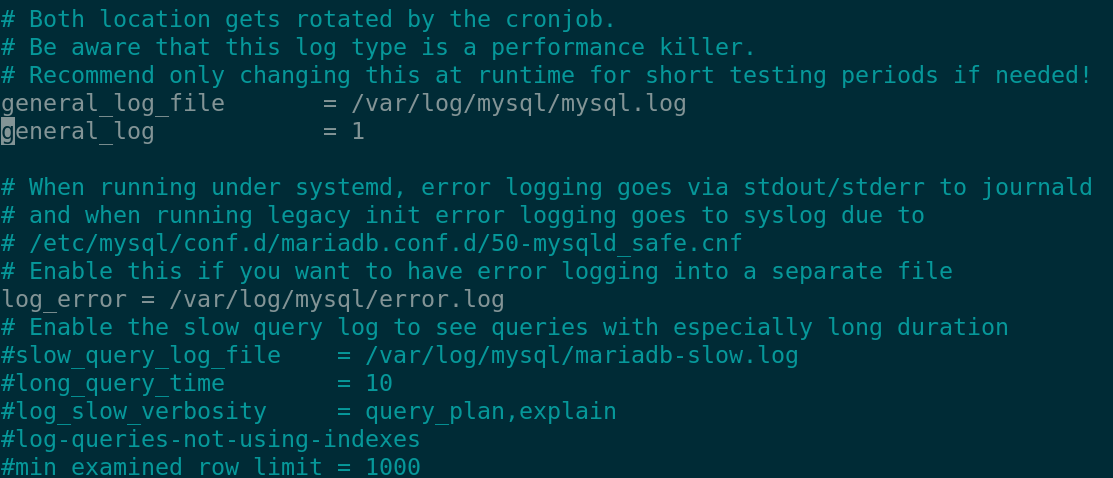 # Both location gets rotated by the cronjob.
# Be aware that this log type is a performance killer.
# Recommend only changing this at runtime for short testing periods if needed!
general_log_file       = /var/log/mysql/mysql.log
general_log            = 1

# When running under systemd, error logging goes via stdout/stderr to journald
# and when running legacy init error logging goes to syslog due to
# /etc/mysql/conf.d/mariadb.conf.d/50-mysqld_safe.cnf
# Enable this if you want to have error logging into a separate file
log_error = /var/log/mysql/error.log
# Enable the slow query log to see queries with especially long duration
#slow_query_log_file    = /var/log/mysql/mariadb-slow.log
#long_query_time        = 10
#log_slow_verbosity     = query_plan,explain
#log-queries-not-using-indexes
#min_examined_row_limit = 1000